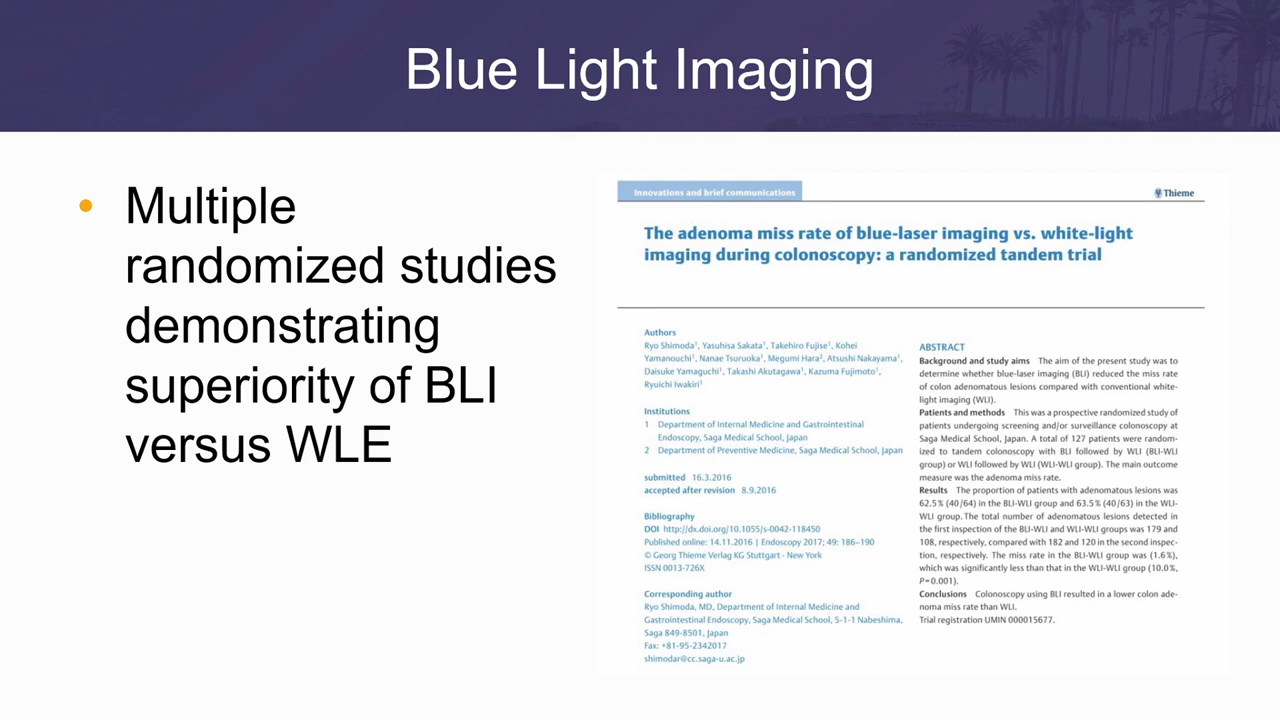 Blue Light Imaging
• Multiple
randomized studies
demonstrating
superiority of BLI
versus WLE
Innovations and brief communications
Thieme
The adenoma miss rate of blue-laser imaging vs. white-light
imaging during colonoscopy: a randomized tandem trial
Authors
Ryo Shimoda¹, Yasuhisa Sakata¹, Takehiro Fujise¹, Kohei
Yamanouchi¹, Nanae Tsuruoka¹, Megumi Hara², Atsushi Nakayama¹,
Daisuke Yamaguchi¹, Takashi Akutagawa¹, Kazuma Fujimoto¹,
Ryuichi Iwakiri¹
Institutions
1 Department of Internal Medicine and Gastrointestinal
Endoscopy, Saga Medical School, Japan
2 Department of Preventive Medicine, Saga Medical School, Japan
submitted 16.3.2016
accepted after revision 8.9.2016
Bibliography
DOI http://dx.doi.org/10.1055/s-0042-118450
Published online: 14.11.2016 | Endoscopy 2017; 49: 186–190
© Georg Thieme Verlag KG Stuttgart · New York
ISSN 0013-726X
Corresponding author
Ryo Shimoda, MD, Department of Internal Medicine and
Gastrointestinal Endoscopy, Saga Medical School, 5-1-1 Nabeshima,
Saga 849-8501, Japan
Fax: +81-95-2342017
shimodar@cc.saga-u.ac.jp
ABSTRACT
Background and study aims The aim of the present study was to
determine whether blue-laser imaging (BLI) reduced the miss rate
of colon adenomatous lesions compared with conventional white-
light imaging (WLI).
Patients and methods This was a prospective randomized study of
patients undergoing screening and/or surveillance colonoscopy at
Saga Medical School, Japan. A total of 127 patients were random-
ized to tandem colonoscopy with BLI followed by WLI (BLI-WLI
group) or WLI followed by WLI (WLI-WLI group). The main outcome
measure was the adenoma miss rate.
Results The proportion of patients with adenomatous lesions was
62.5 % (40/64) in the BLI-WLI group and 63.5 % (40/63) in the WLI-
WLI group. The total number of adenomatous lesions detected in
the first inspection of the BLI-WLI and WLI-WLI groups was 179 and
108, respectively, compared with 182 and 120 in the second inspec-
tion, respectively. The miss rate in the BLI-WLI group was (1.6 %),
which was significantly less than that in the WLI-WLI group (10.0 %,
P = 0.001).
Conclusions Colonoscopy using BLI resulted in a lower colon ade-
noma miss rate than WLI.
Trial registration UMIN 000015677.